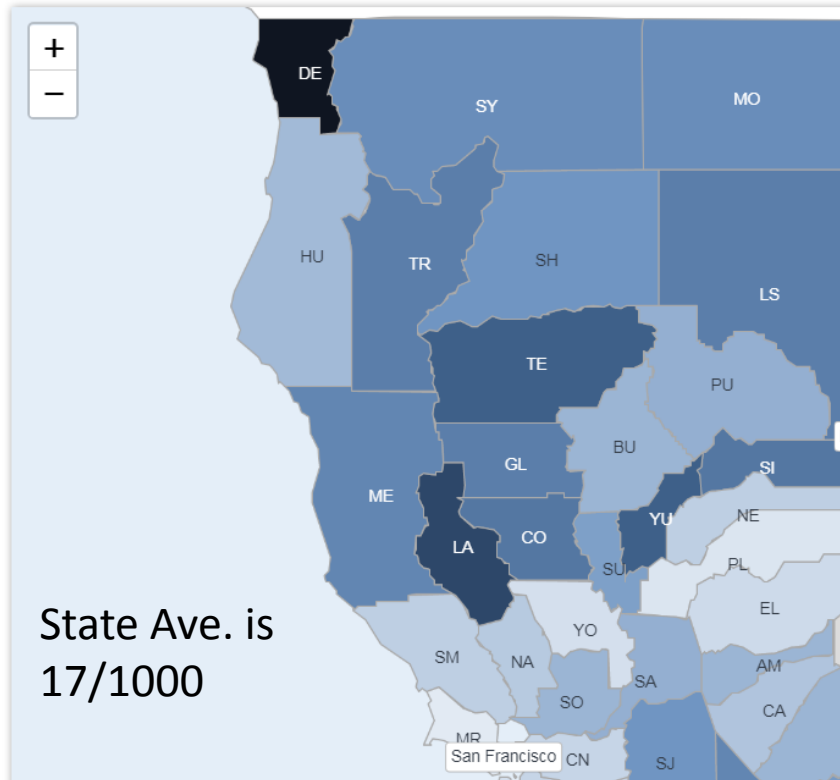 +
−
DE
SY
MO
HU
TR
SH
LS
TE
PU
BU
GL
SI
ME
YU
NE
LA
CO
SU
PL
EL
State Ave. is
17/1000
YO
SM
NA
AM
SA
SO
CA
MR
San Francisco
CN
SJ